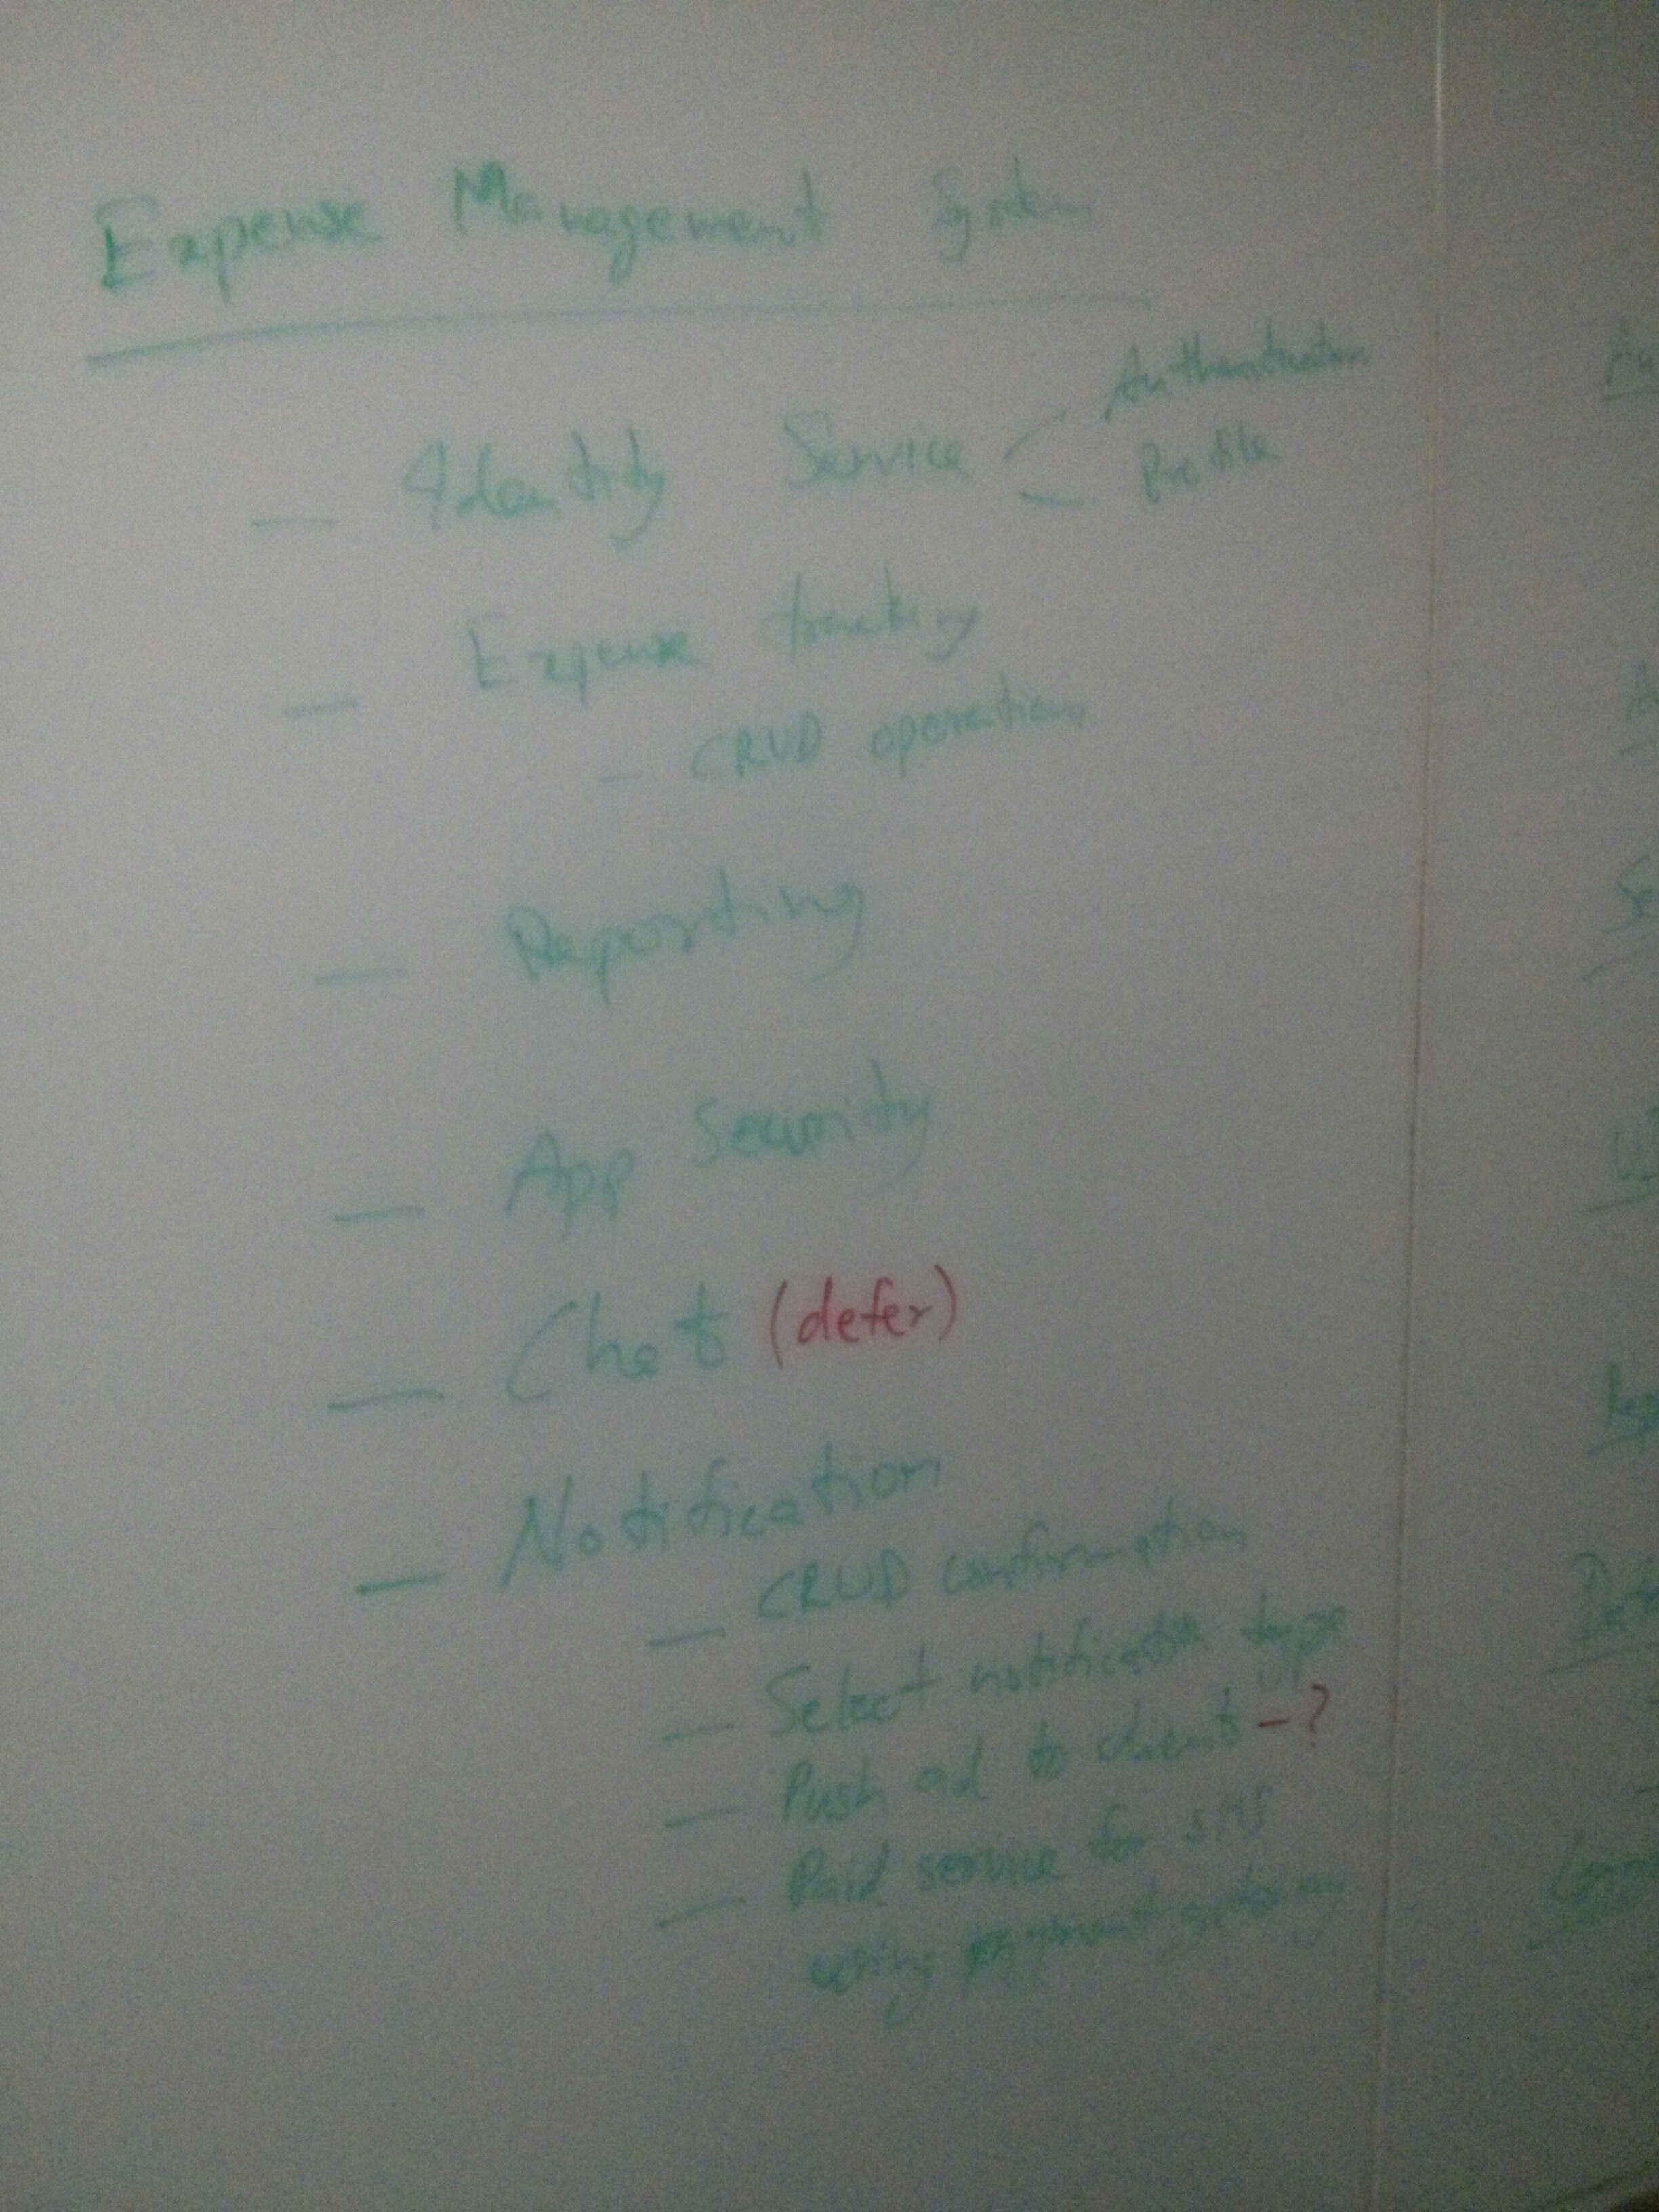 Expense Management System
— Identity Service
Authentication
Profile
— Expense tracking
— CRUD operations
— Reporting
— App Security
— Chat (defer)
— Notification
— CRUD confirmation
— Select notification type
— Push ad to clients - ?
— Paid service for SMS
using payment gateway